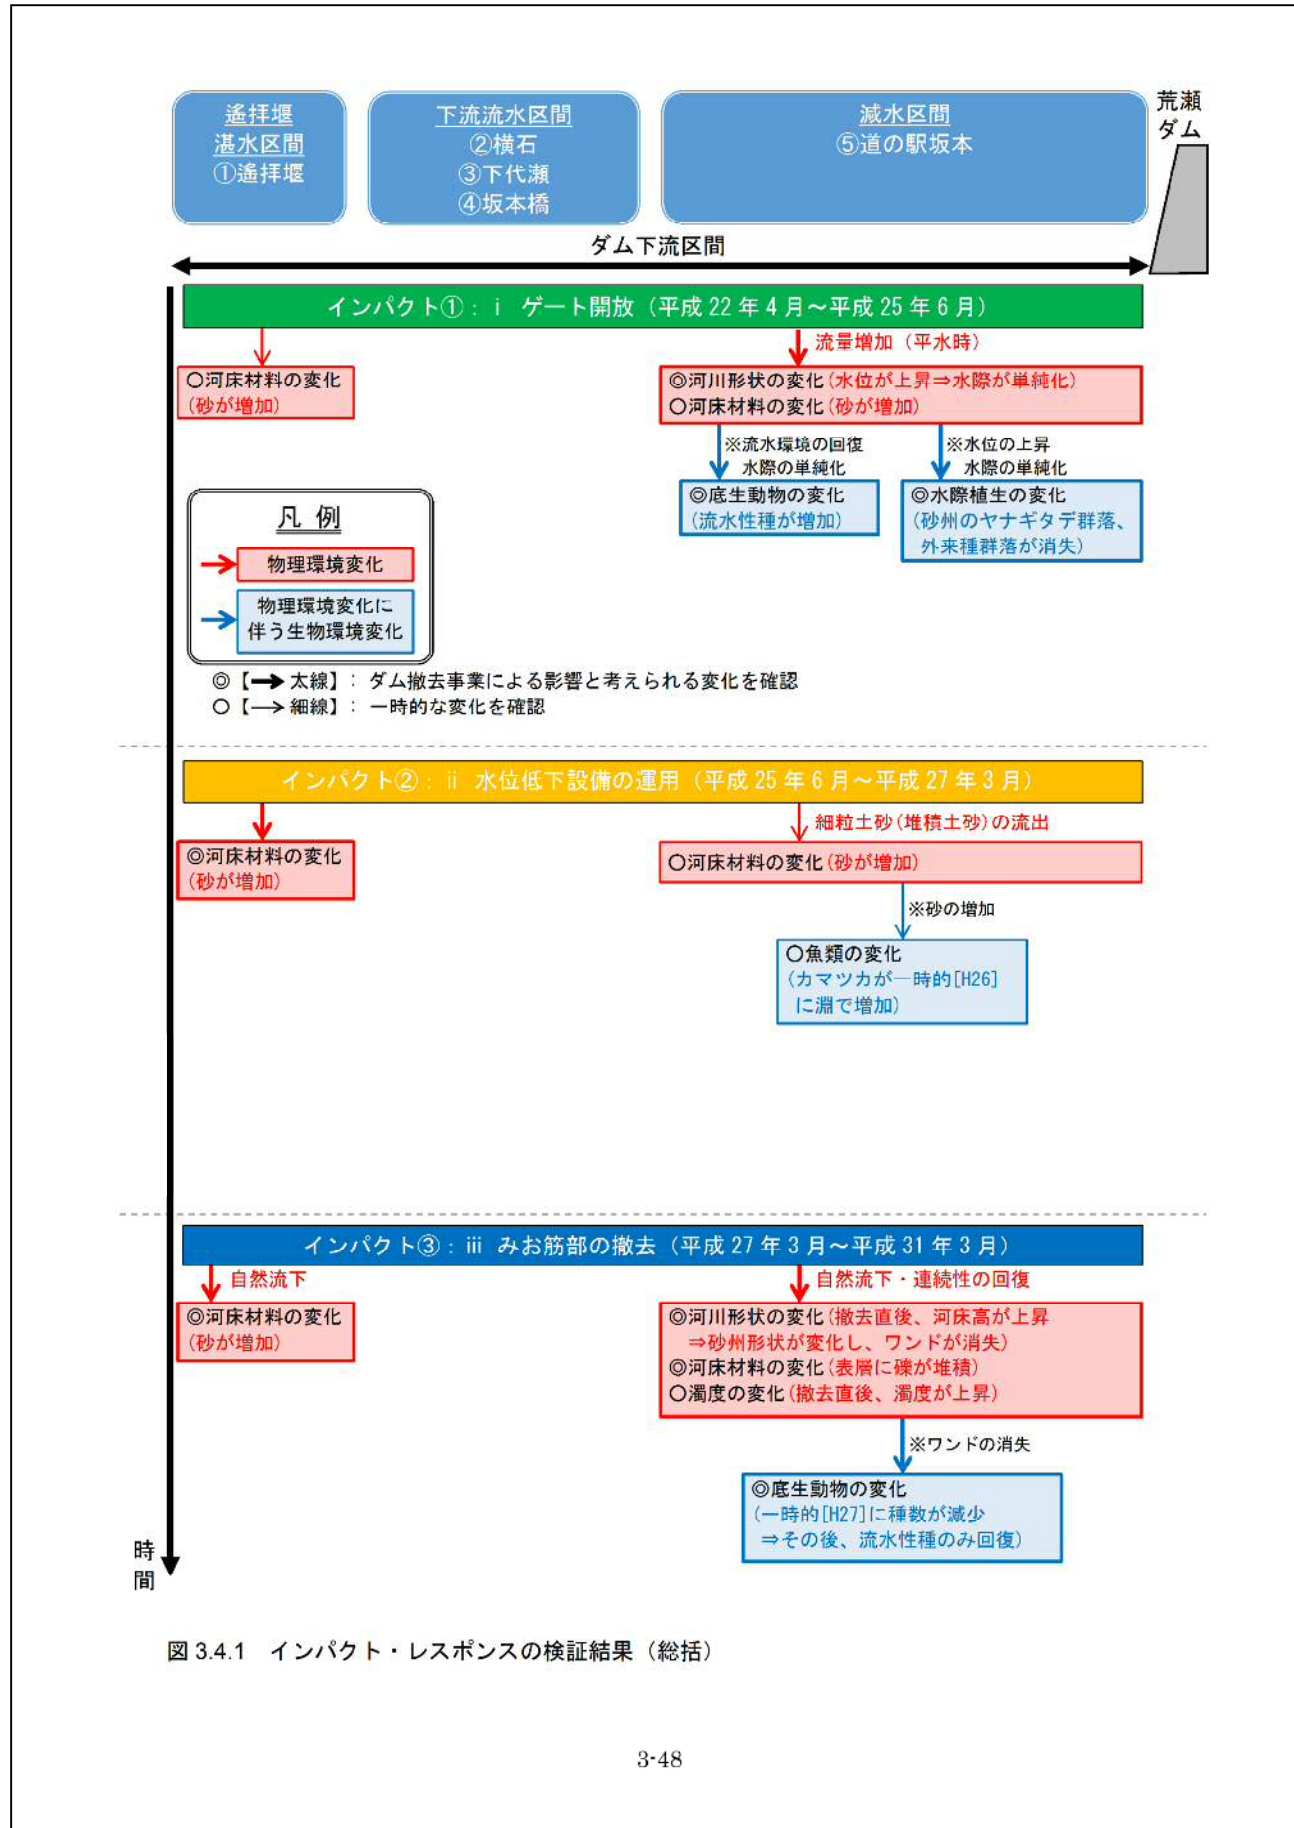 遙拝堰
湛水区間
①遙拝堰
下流流水区間
②横石
③下代瀬
④坂本橋
減水区間
⑤道の駅坂本
荒瀬
ダム
ダム下流区間
インパクト①：ⅰ ゲート開放（平成22年4月～平成25年6月）
流量増加（平水時）
○河床材料の変化
(砂が増加)
◎河川形状の変化(水位が上昇⇒水際が単純化)
○河床材料の変化(砂が増加)
※流水環境の回復
水際の単純化
※水位の上昇
水際の単純化
◎底生動物の変化
(流水性種が増加)
◎水際植生の変化
(砂州のヤナギタデ群落、
外来種群落が消失)
凡 例
物理環境変化
物理環境変化に
伴う生物環境変化
◎【→太線】：ダム撤去事業による影響と考えられる変化を確認
○【→細線】：一時的な変化を確認
インパクト②：ⅱ 水位低下設備の運用（平成25年6月～平成27年3月）
細粒土砂(堆積土砂)の流出
◎河床材料の変化
(砂が増加)
○河床材料の変化(砂が増加)
※砂の増加
○魚類の変化
(カマツカが一時的[H26]
に淵で増加)
インパクト③：ⅲ みお筋部の撤去（平成27年3月～平成31年3月）
自然流下
自然流下・連続性の回復
◎河床材料の変化
(砂が増加)
◎河川形状の変化(撤去直後、河床高が上昇
⇒砂州形状が変化し、ワンドが消失)
◎河床材料の変化(表層に礫が堆積)
○濁度の変化(撤去直後、濁度が上昇)
※ワンドの消失
◎底生動物の変化
(一時的[H27]に種数が減少
⇒その後、流水性種のみ回復)
時
間
図3.4.1 インパクト・レスポンスの検証結果（総括）
3-48